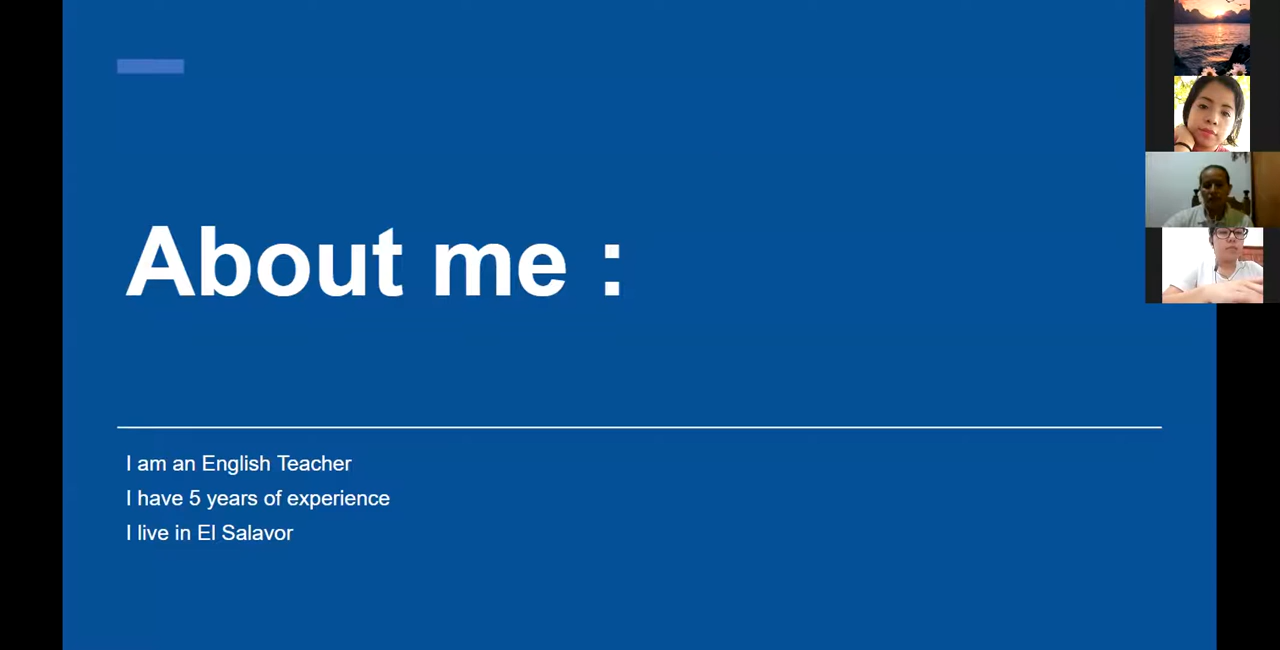 About me :
I am an English Teacher
I have 5 years of experience
I live in El Salavor